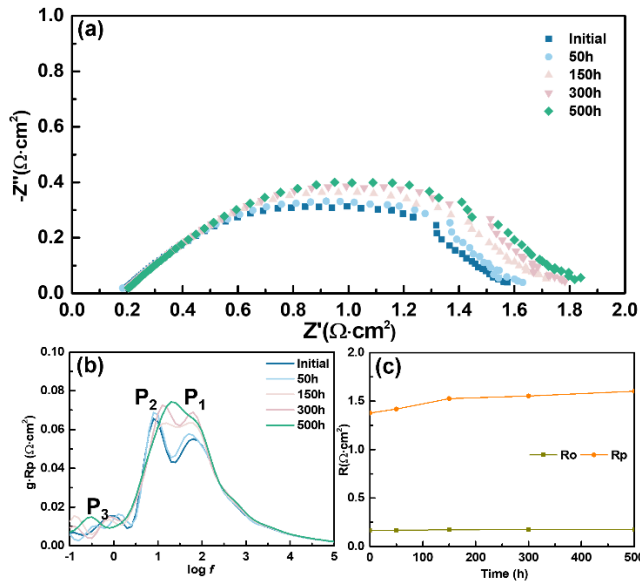 (a)
Initial
50h
150h
300h
500h
-Z''(Ω·cm²)
1.0
0.8
0.6
0.4
0.2
0.0
0.0 0.2 0.4 0.6 0.8 1.0 1.2 1.4 1.6 1.8 2.0
Z'(Ω·cm²)
(b)
Initial
50h
150h
300h
500h
P₂ P₁
P₃
g·Rp (Ω·cm²)
0.10
0.08
0.06
0.04
0.02
0.00
-1 0 1 2 3 4 5
log f
(c)
Ro Rp
R(Ω·cm²)
2.0
1.5
1.0
0.5
0.0
0 150 300 500
Time (h)